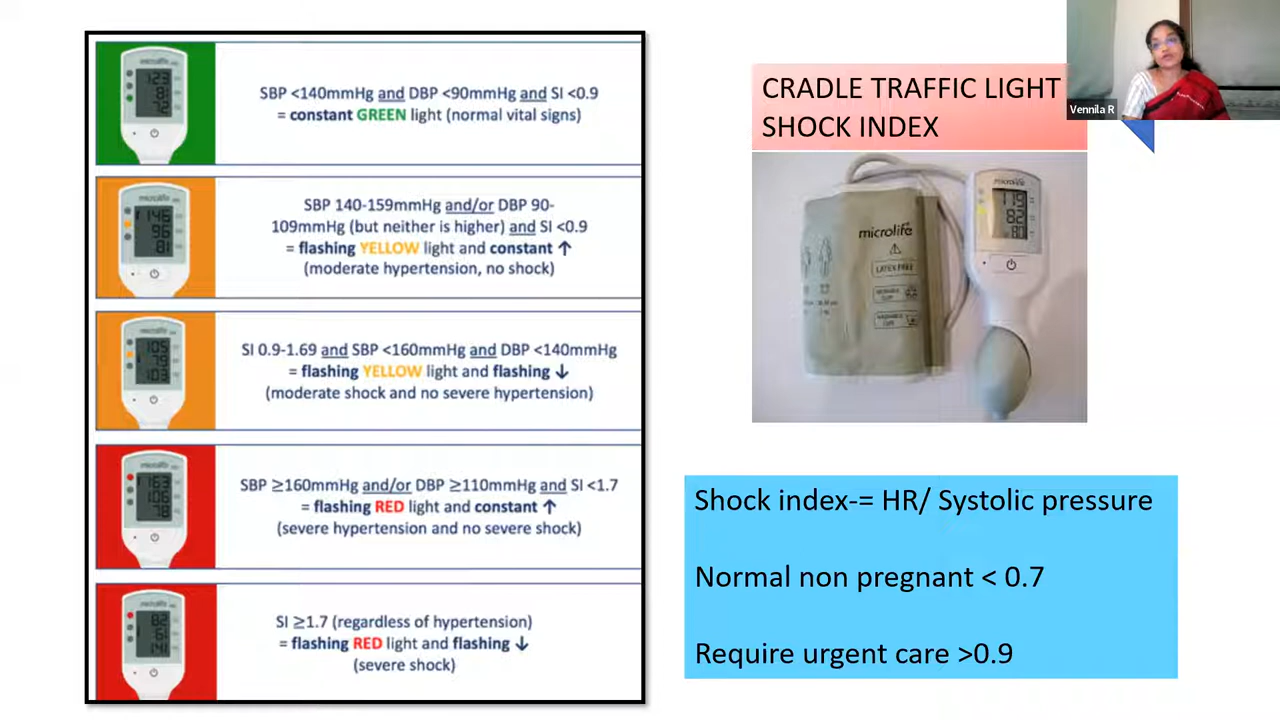 SBP <140mmHg and DBP <90mmHg and SI <0.9
= constant GREEN light (normal vital signs)
SBP 140-159mmHg and/or DBP 90-
109mmHg (but neither is higher) and SI <0.9
= flashing YELLOW light and constant ↑
(moderate hypertension, no shock)
SI 0.9-1.69 and SBP <160mmHg and DBP <140mmHg
= flashing YELLOW light and flashing ↓
(moderate shock and no severe hypertension)
SBP ≥160mmHg and/or DBP ≥110mmHg and SI <1.7
= flashing RED light and constant ↑
(severe hypertension and no severe shock)
SI ≥1.7 (regardless of hypertension)
= flashing RED light and flashing ↓
(severe shock)
CRADLE TRAFFIC LIGHT
SHOCK INDEX
Vennila R
microlife
LATEX FREE
119
82
80
Shock index-= HR/ Systolic pressure
Normal non pregnant < 0.7
Require urgent care >0.9